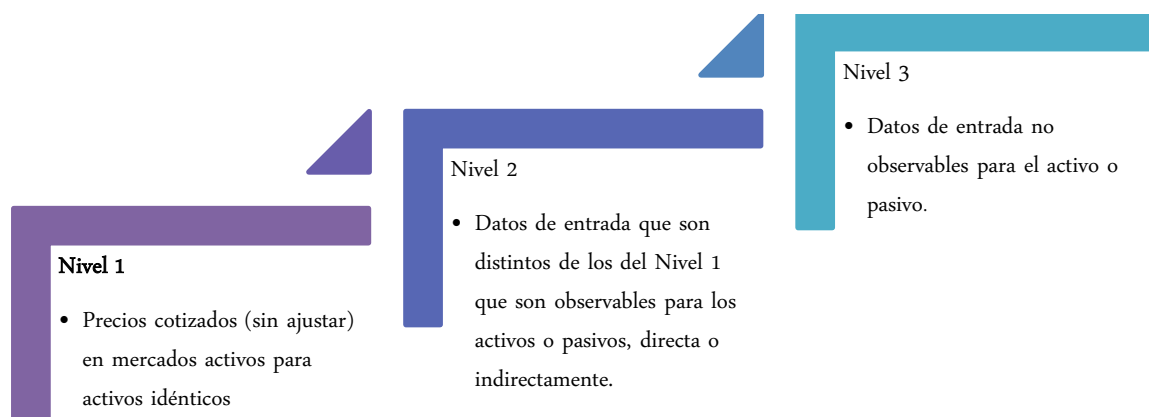 Nivel 1
• Precios cotizados (sin ajustar)
en mercados activos para
activos idénticos
Nivel 2
• Datos de entrada que son
distintos de los del Nivel 1
que son observables para los
activos o pasivos, directa o
indirectamente.
Nivel 3
• Datos de entrada no
observables para el activo o
pasivo.